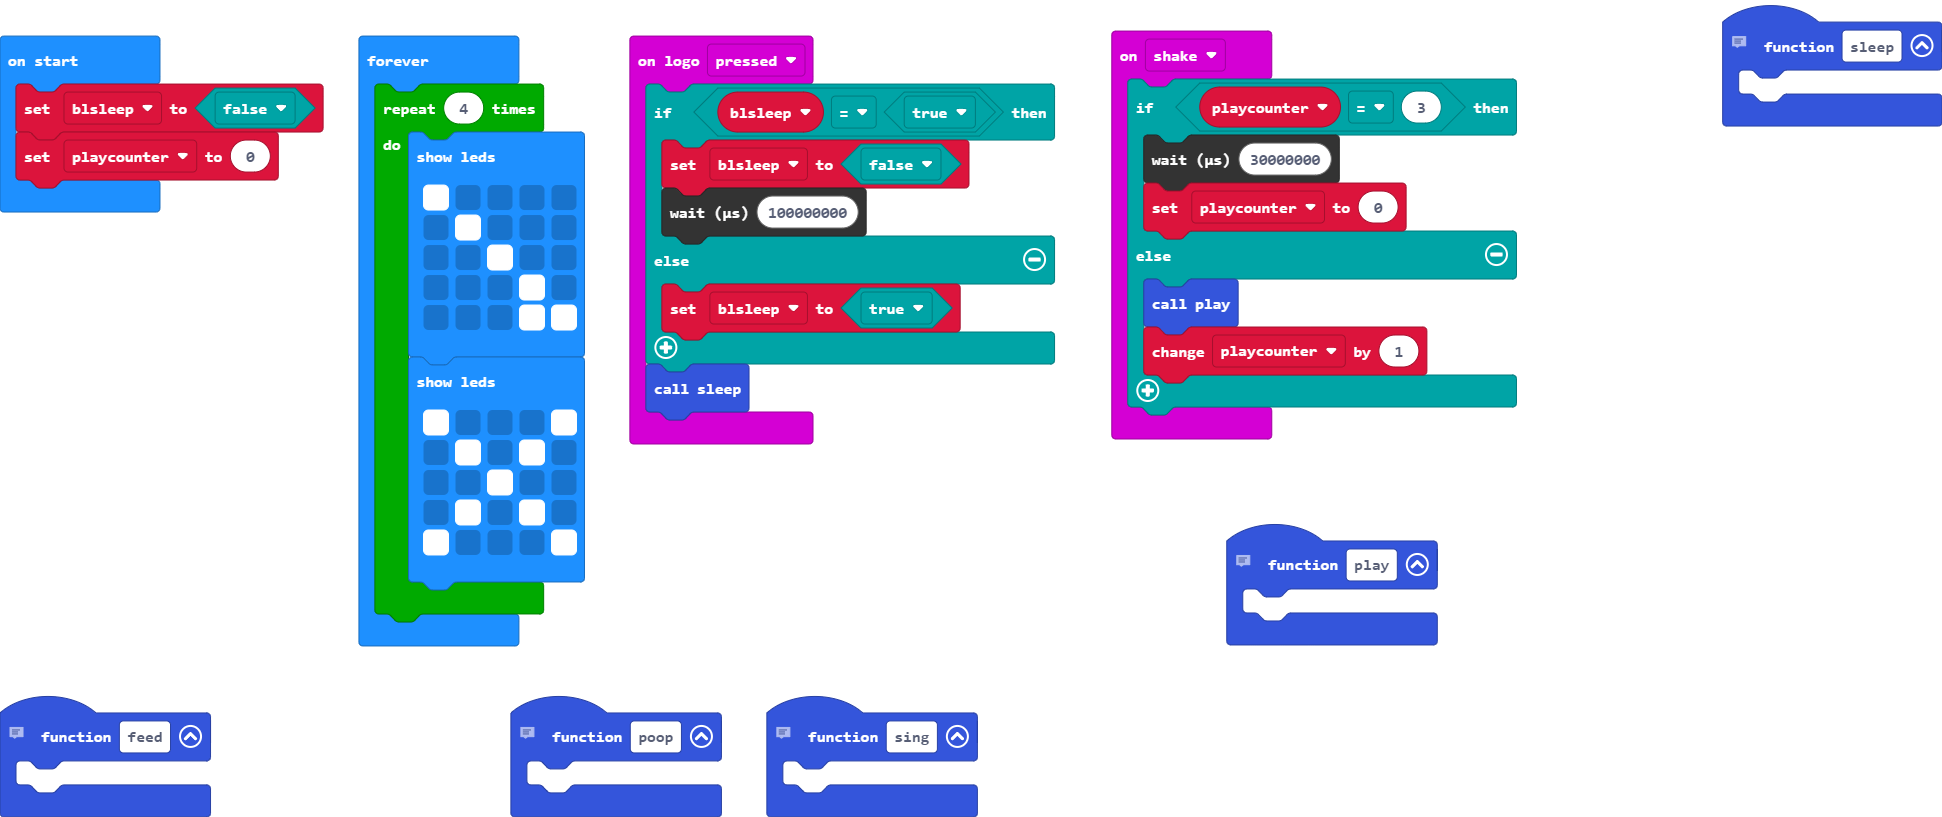 on start
set blsleep to false
set playcounter to 0
forever
repeat 4 times
do
show leds
show leds
on logo pressed
if blsleep = true then
set blsleep to false
wait (µs) 100000000
else
set blsleep to true
call sleep
on shake
if playcounter = 3 then
wait (µs) 30000000
set playcounter to 0
else
call play
change playcounter by 1
function sleep
function play
function feed
function poop
function sing